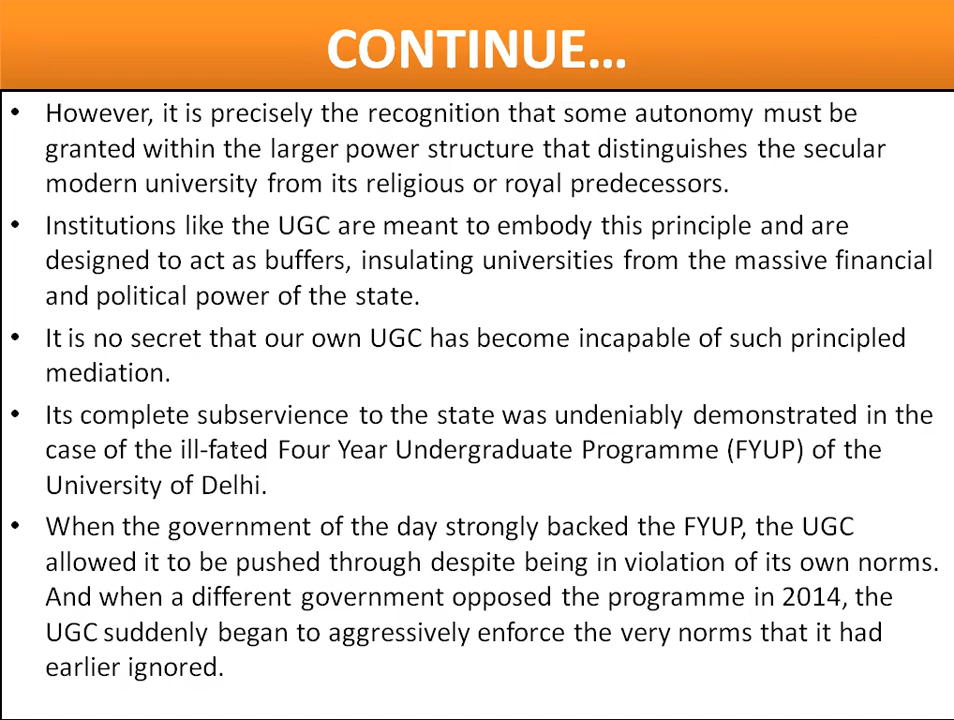 CONTINUE...
• However, it is precisely the recognition that some autonomy must be
granted within the larger power structure that distinguishes the secular
modern university from its religious or royal predecessors.
• Institutions like the UGC are meant to embody this principle and are
designed to act as buffers, insulating universities from the massive financial
and political power of the state.
• It is no secret that our own UGC has become incapable of such principled
mediation.
• Its complete subservience to the state was undeniably demonstrated in the
case of the ill-fated Four Year Undergraduate Programme (FYUP) of the
University of Delhi.
• When the government of the day strongly backed the FYUP, the UGC
allowed it to be pushed through despite being in violation of its own norms.
And when a different government opposed the programme in 2014, the
UGC suddenly began to aggressively enforce the very norms that it had
earlier ignored.